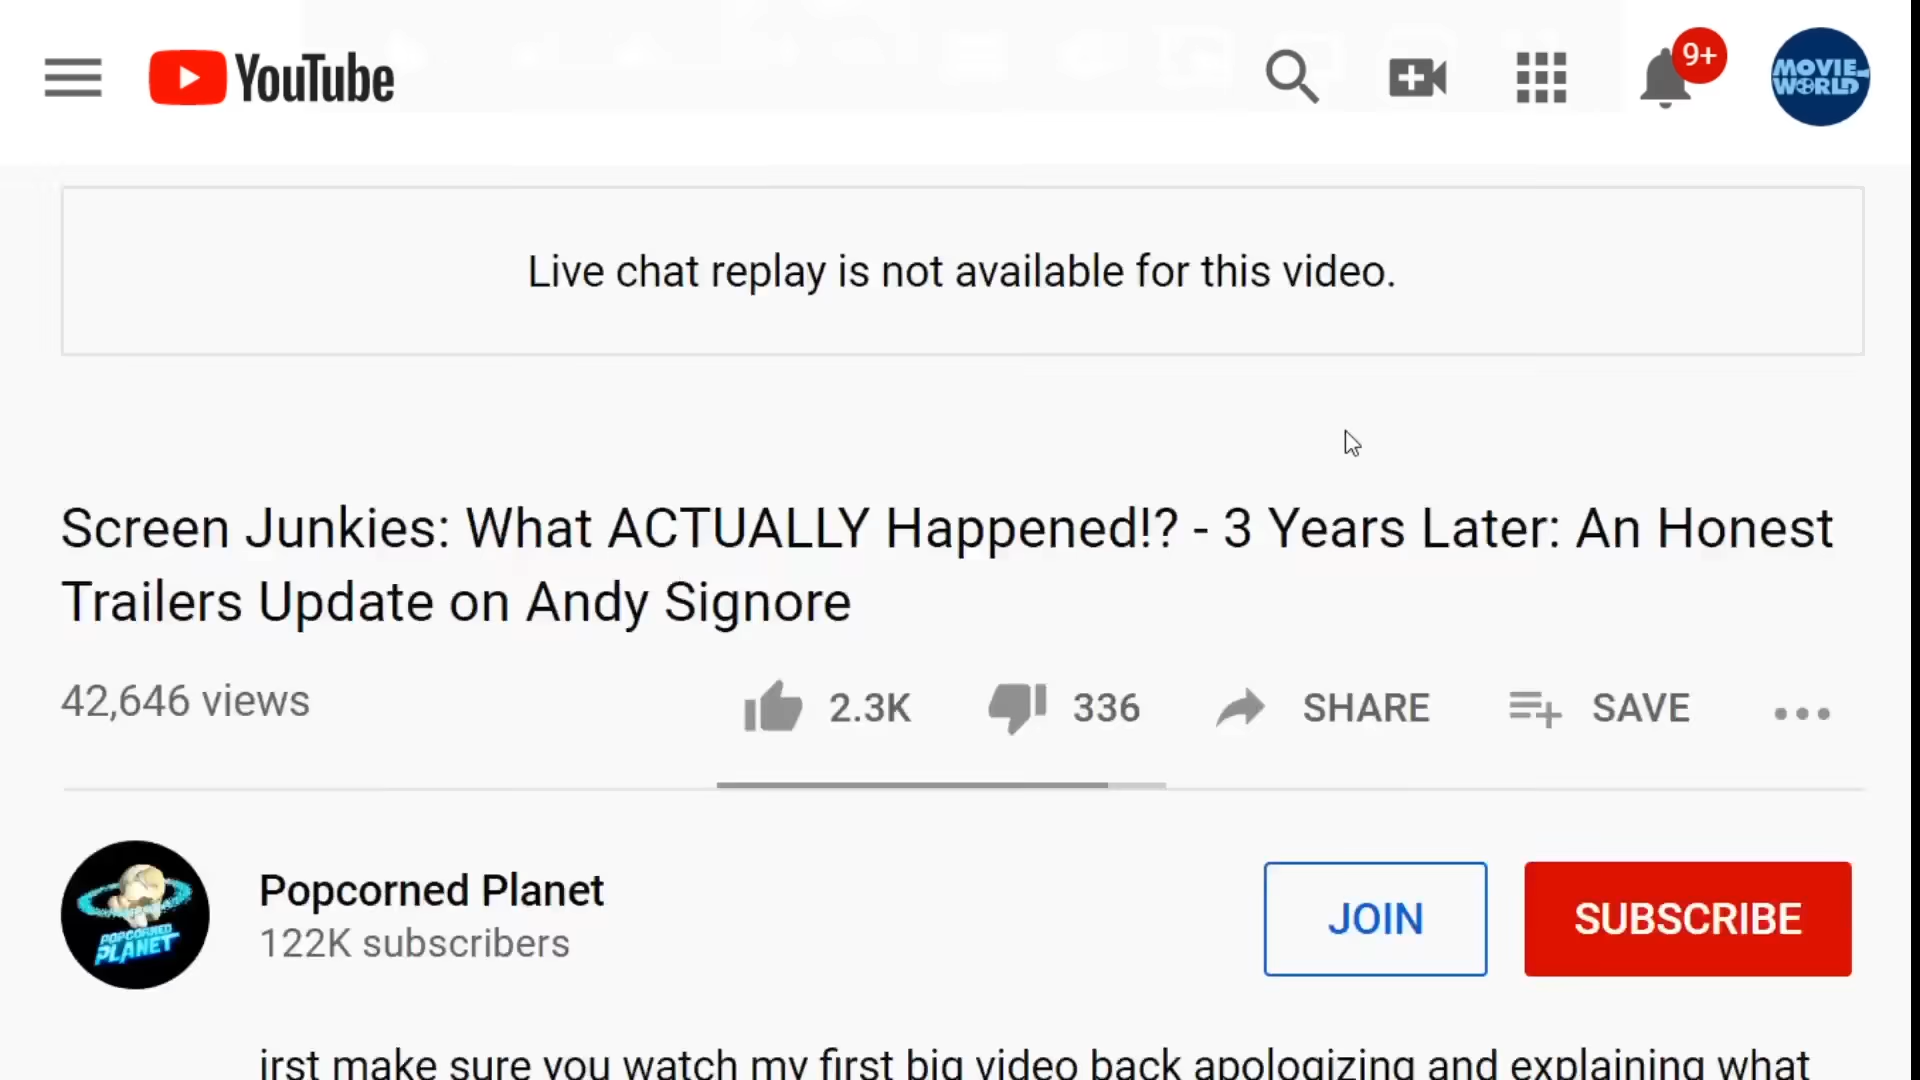 YouTube
9+
MOVIE-
WORLD
Live chat replay is not available for this video.
Screen Junkies: What ACTUALLY Happened!? - 3 Years Later: An Honest
Trailers Update on Andy Signore
42,646 views
2.3K
336
SHARE
SAVE
Popcorned Planet
122K subscribers
POPCORNED
PLANET
JOIN
SUBSCRIBE
irst make sure you watch my first big video back apologizing and explaining what